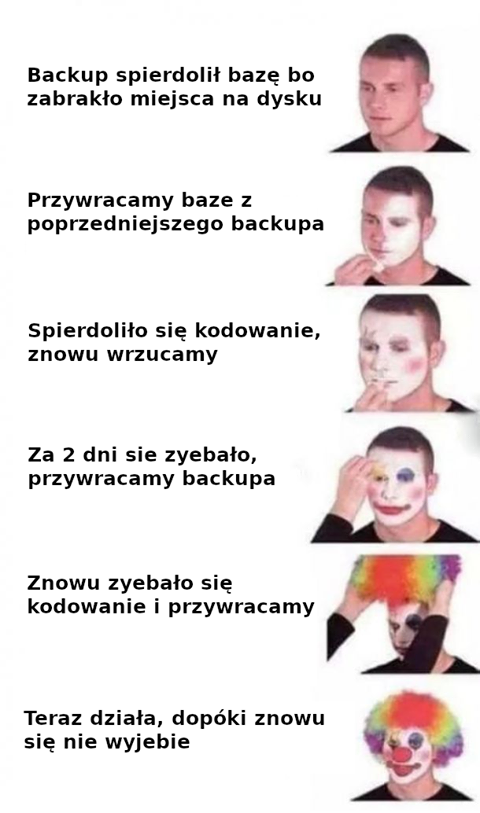 Backup spierdolił bazę bo
zabrakło miejsca na dysku
Przywracamy baze z
poprzedniejszego backupa
Spierdoliło się kodowanie,
znowu wrzucamy
Za 2 dni sie zyebało,
przywracamy backupa
Znowu zyebało się
kodowanie i przywracamy
Teraz działa, dopóki znowu
się nie wyjebie